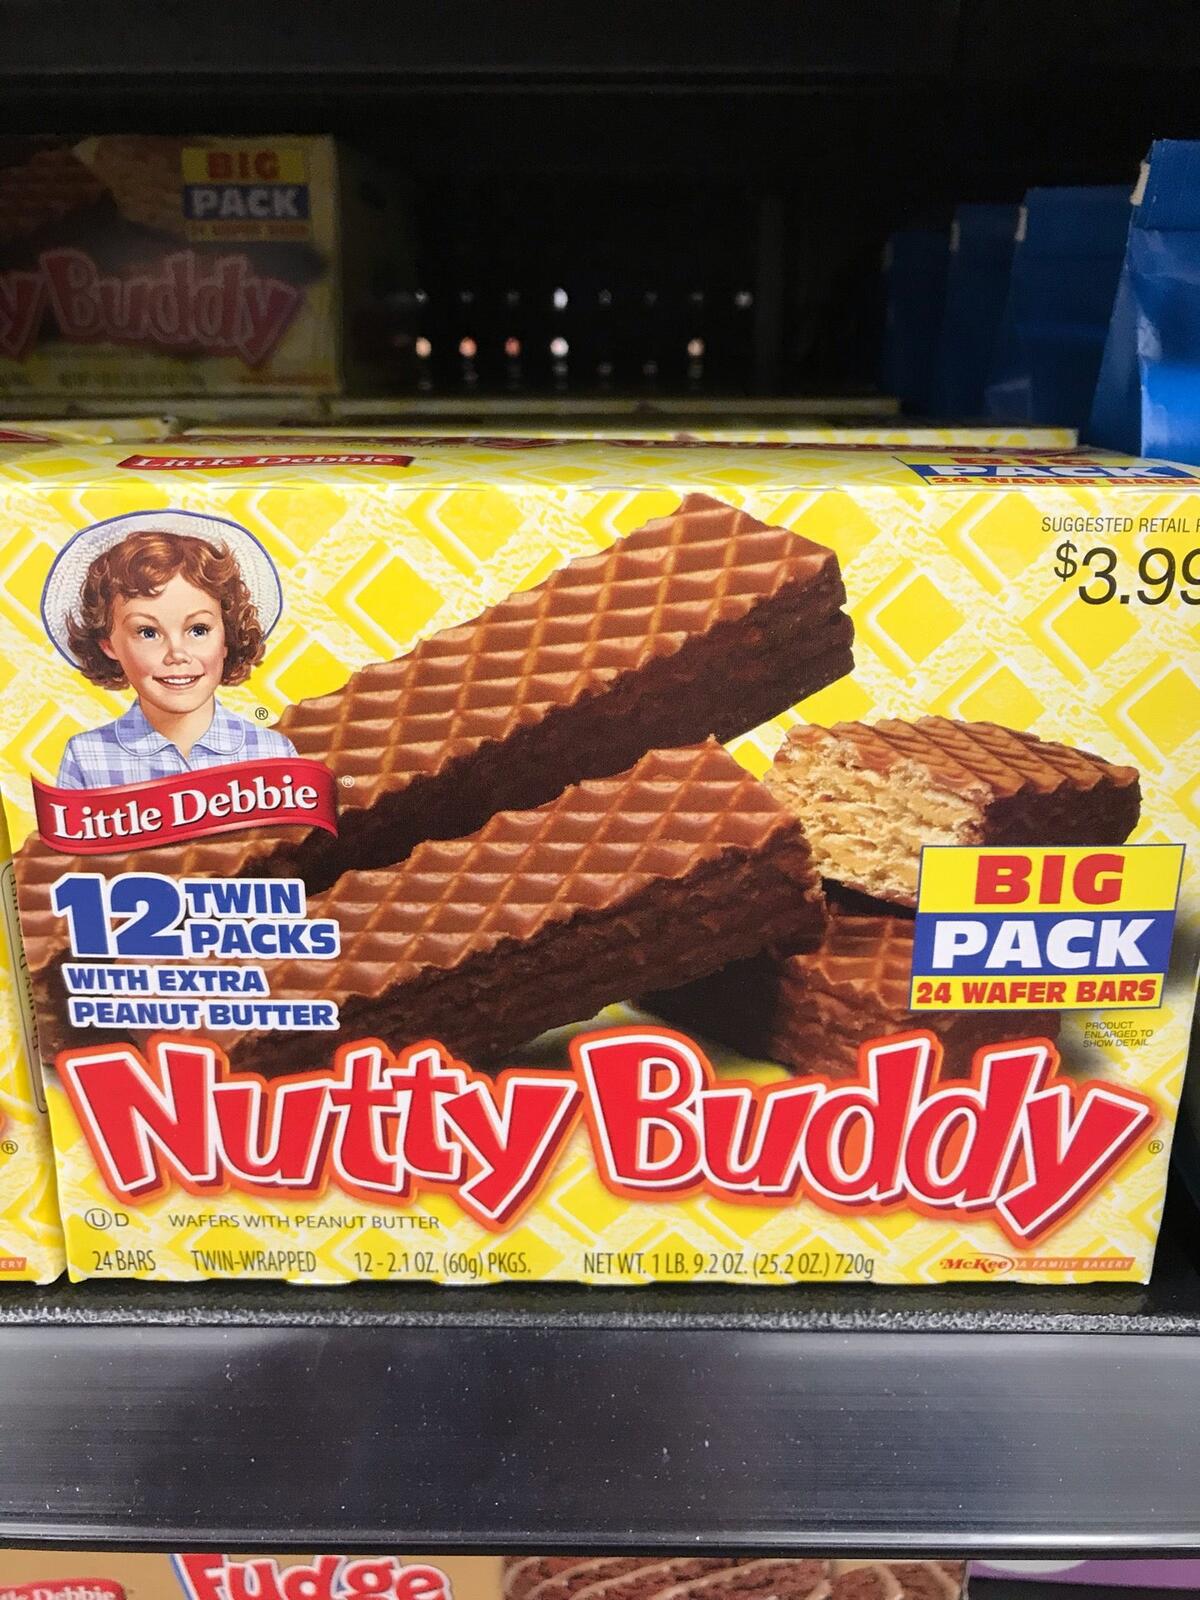 BIG
PACK
y Buddy
Little Debbie
BIG
PACK
24 WAFER BARS
SUGGESTED RETAIL
$3.99
®
Little Debbie ®
12 TWIN
PACKS
WITH EXTRA
PEANUT BUTTER
BIG
PACK
24 WAFER BARS
PRODUCT
ENLARGED TO
SHOW DETAIL
Nutty Buddy ®
®
Ⓤ D WAFERS WITH PEANUT BUTTER
24 BARS TWIN-WRAPPED 12 - 2.1 OZ. (60g) PKGS. NET WT. 1 LB. 9.2 OZ. (25.2 OZ.) 720g
McKee A FAMILY BAKERY
ERY
le Debbie
Fudge